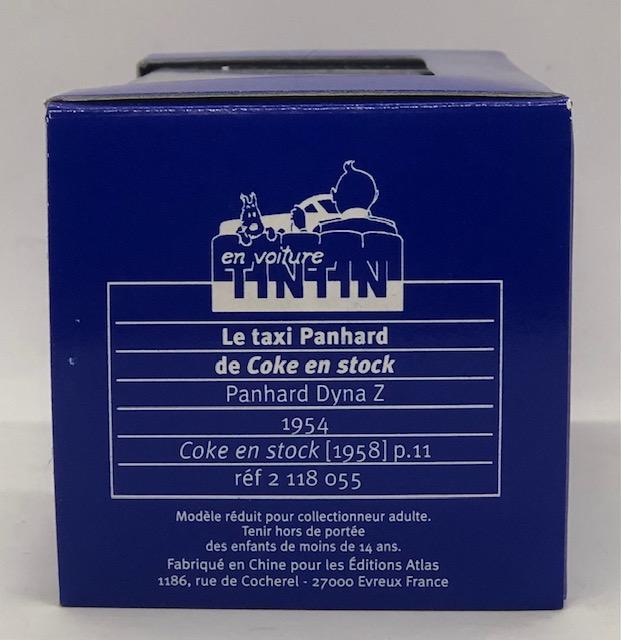 en voiture
TINTIN
Le taxi Panhard
de Coke en stock
Panhard Dyna Z
1954
Coke en stock [1958] p.11
réf 2 118 055
Modèle réduit pour collectionneur adulte.
Tenir hors de portée
des enfants de moins de 14 ans.
Fabriqué en Chine pour les Éditions Atlas
1186, rue de Cocherel - 27000 Evreux France